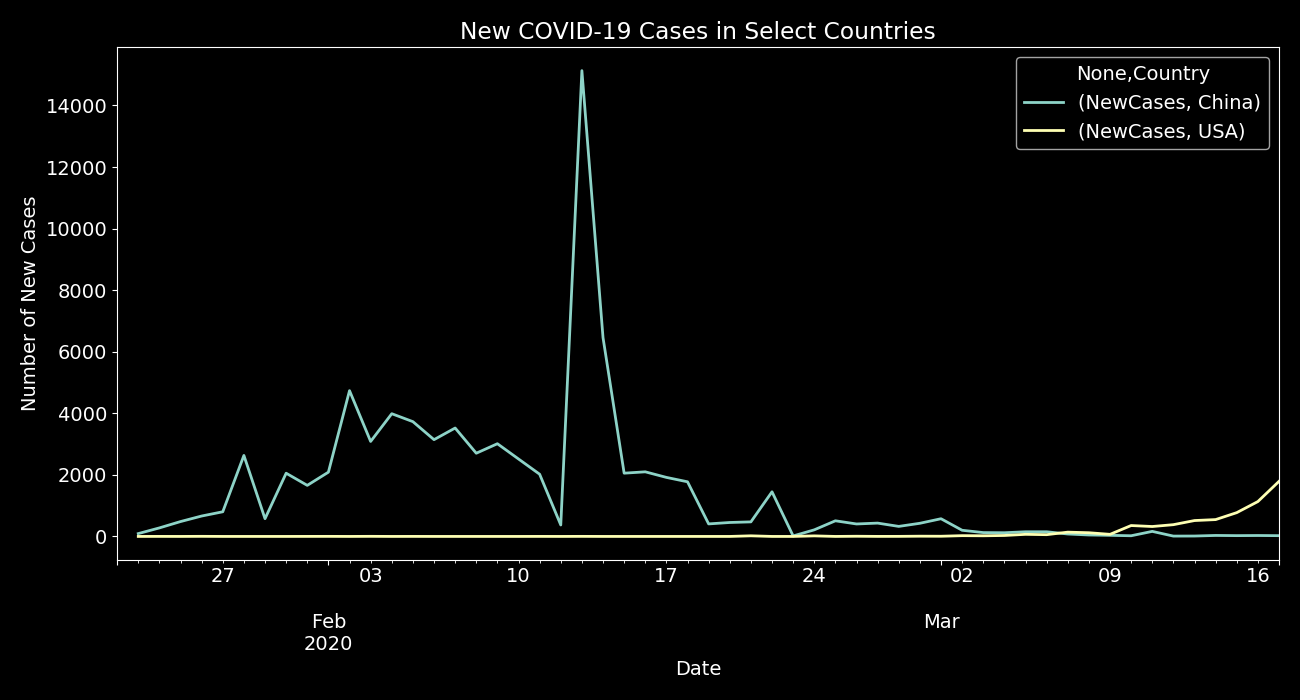 New COVID-19 Cases in Select Countries
None,Country
(NewCases, China)
(NewCases, USA)
Number of New Cases
14000
12000
10000
8000
6000
4000
2000
0
27 03 10 17 24 02 09 16
Feb Mar
2020
Date